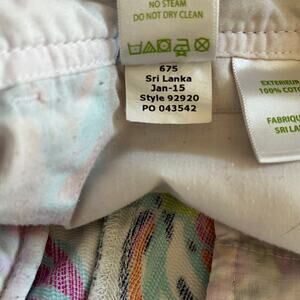 NO STEAM
DO NOT DRY CLEAN
675
Sri Lanka
Jan-15
Style 92920
PO 043542
EXTERIEUR
100% COTO
FABRIQU
SRI LA